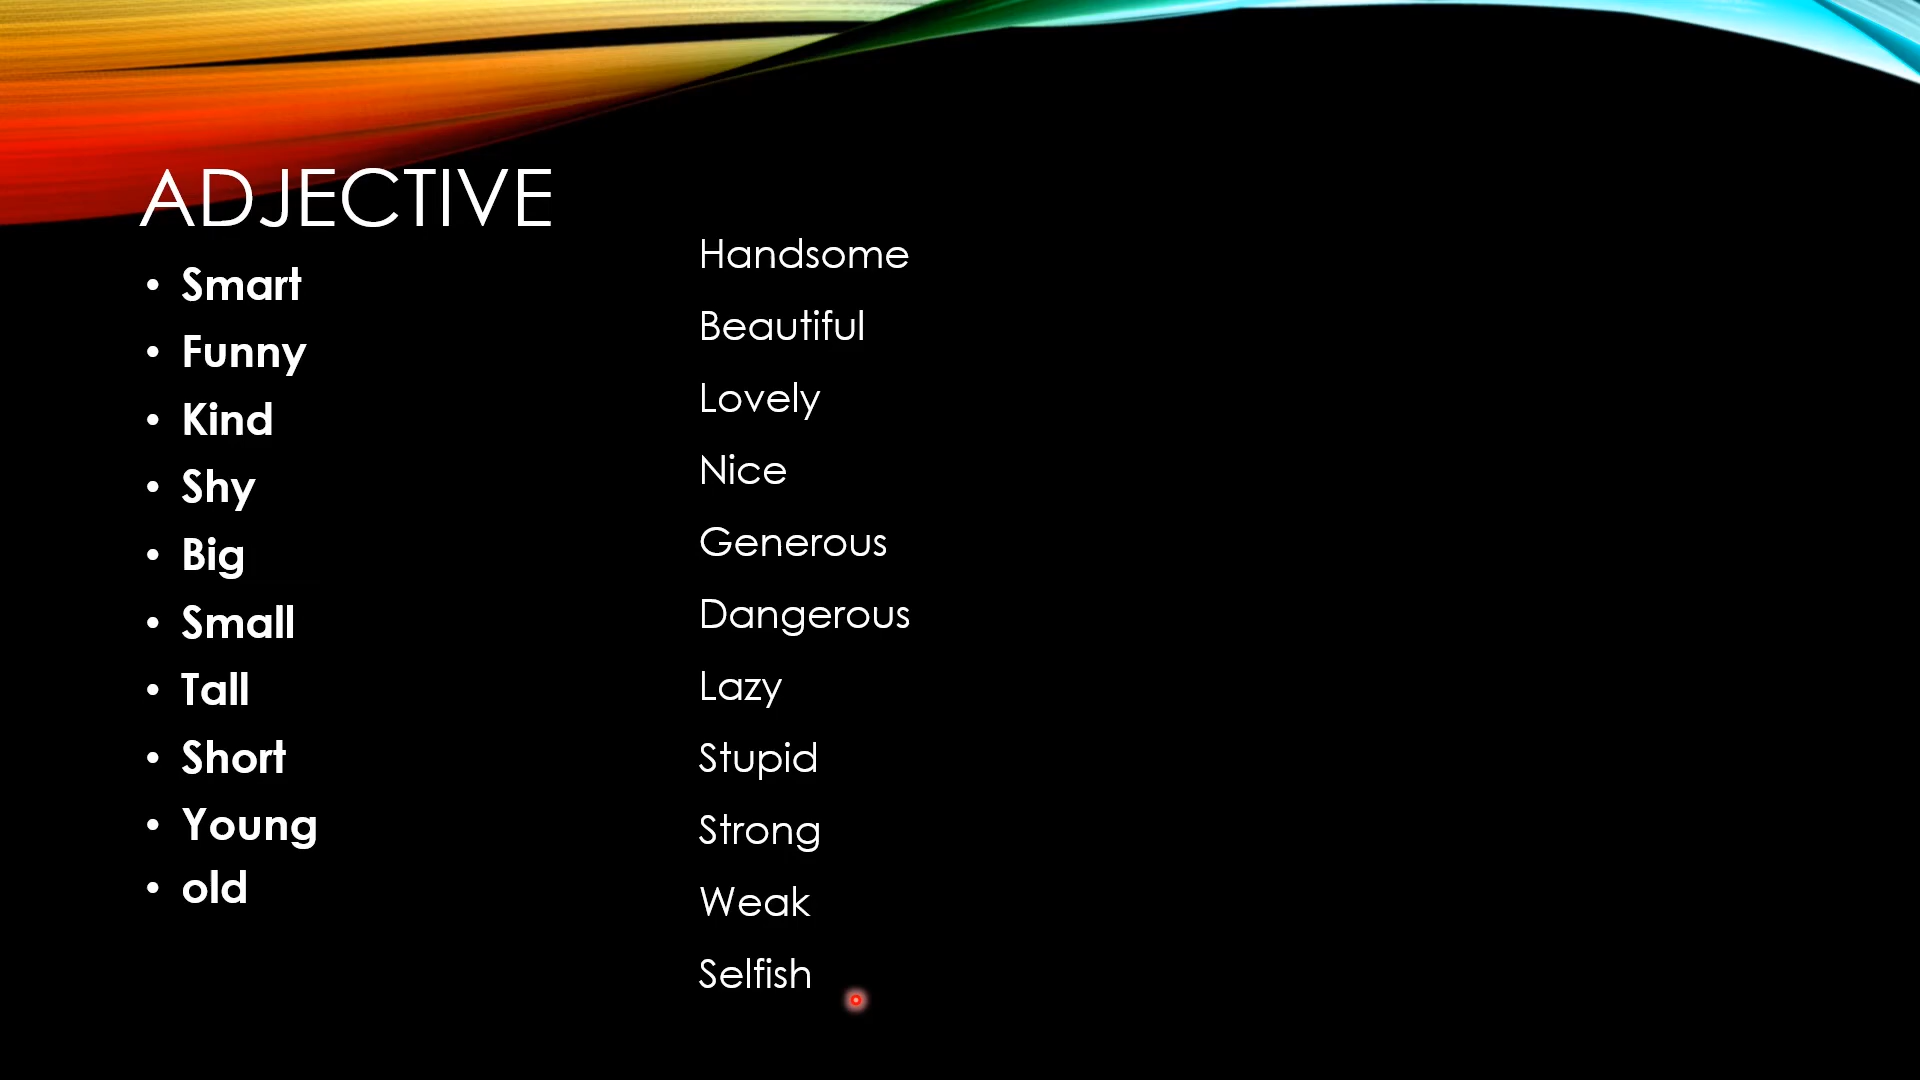 ADJECTIVE
• Smart
• Funny
• Kind
• Shy
• Big
• Small
• Tall
• Short
• Young
• old
Handsome
Beautiful
Lovely
Nice
Generous
Dangerous
Lazy
Stupid
Strong
Weak
Selfish